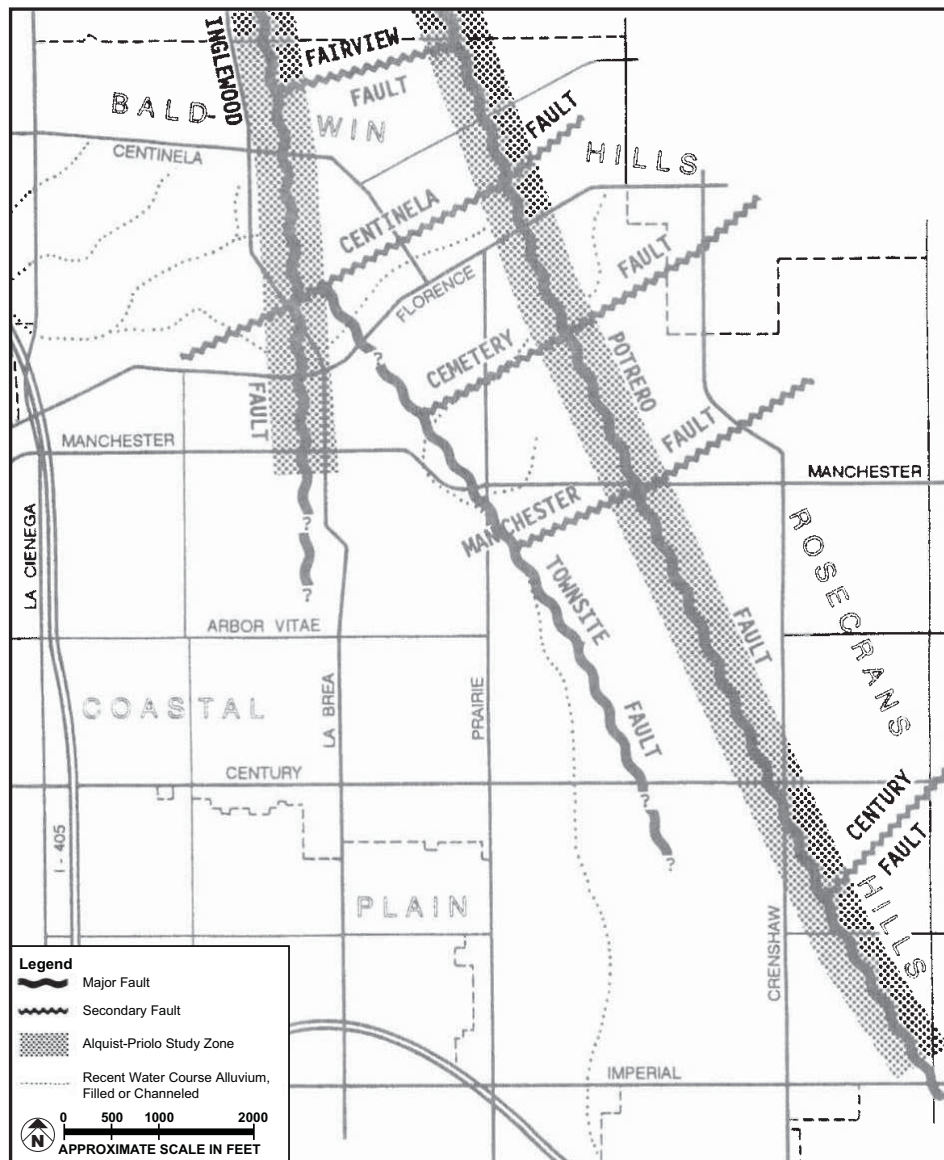 INGLEWOOD
FAIRVIEW
FAULT
BALD-
WIN
FAULT
HILLS
CENTINELA
CENTINELA
FLORENCE
FAULT
CEMETERY
POTRERO
FAULT
FAULT
MANCHESTER
MANCHESTER
MANCHESTER
LA CIENEGA
ROSECRANS
?
?
?
TOWNSITE
ARBOR VITAE
FAULT
COASTAL
LA BREA
PRAIRIE
FAULT
CENTURY
?
?
CENTURY
FAULT
I - 405
PLAIN
HILLS
CRENSHAW
IMPERIAL
Legend
Major Fault
Secondary Fault
Alquist-Priolo Study Zone
Recent Water Course Alluvium,
Filled or Channeled
N
0 500 1000 2000
APPROXIMATE SCALE IN FEET